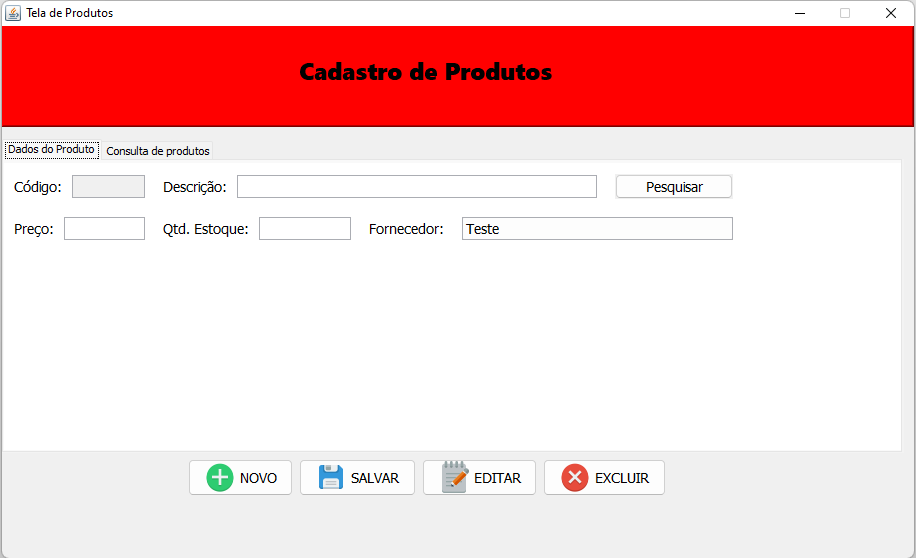 Tela de Produtos
Cadastro de Produtos
Dados do Produto Consulta de produtos
Código: Descrição: Pesquisar
Preço: Qtd. Estoque: Fornecedor: Teste
NOVO SALVAR EDITAR EXCLUIR